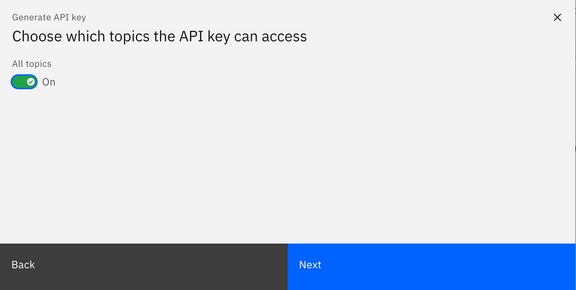 Generate API key
Choose which topics the API key can access
All topics
On
Back
Next